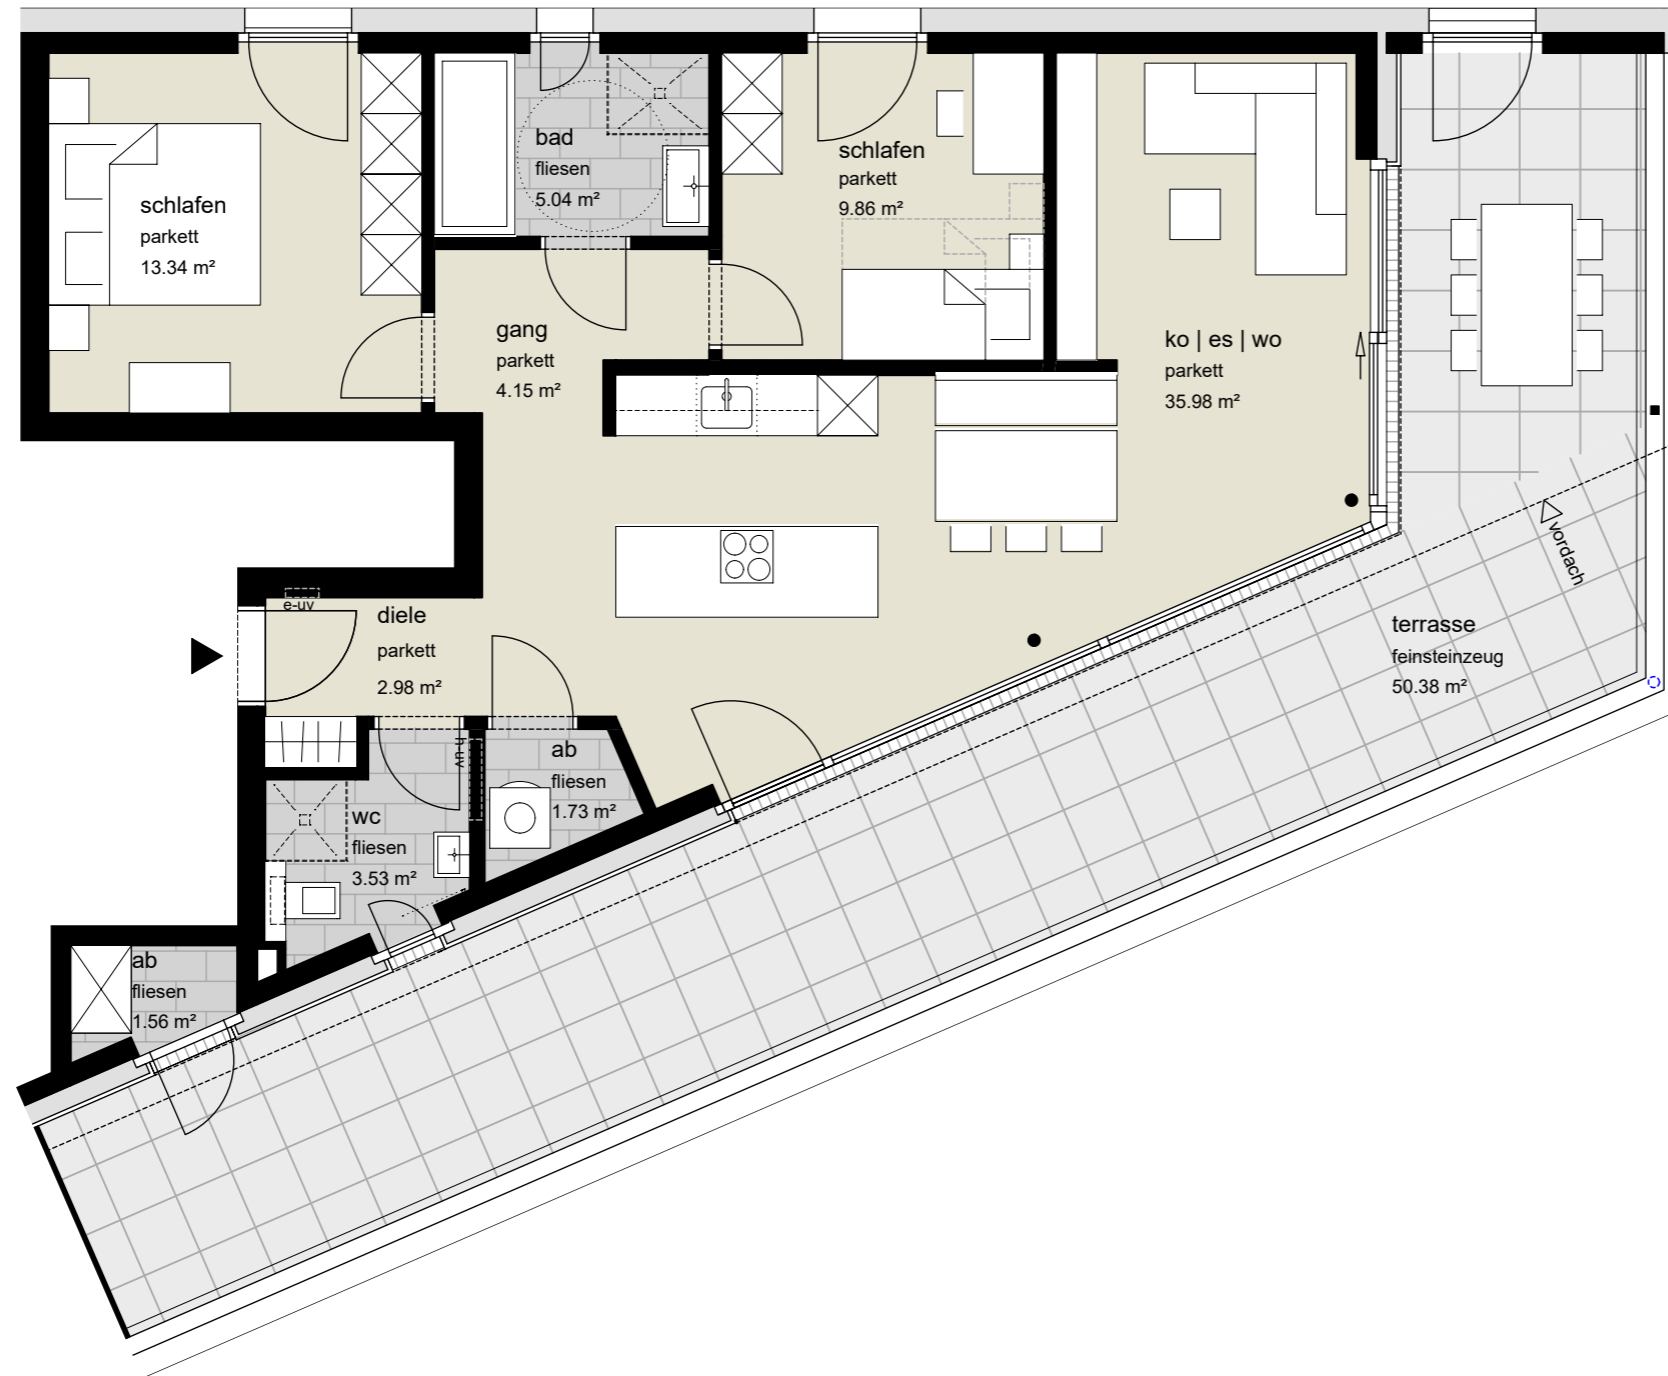 bad
fliesen
5.04 m²
schlafen
parkett
9.86 m²
schlafen
parkett
13.34 m²
gang
parkett
4.15 m²
ko | es | wo
parkett
35.98 m²
vordach
e-uv
diele
parkett
2.98 m²
terrasse
feinsteinzeug
50.38 m²
h-uv
ab
fliesen
1.73 m²
wc
fliesen
3.53 m²
ab
fliesen
1.56 m²